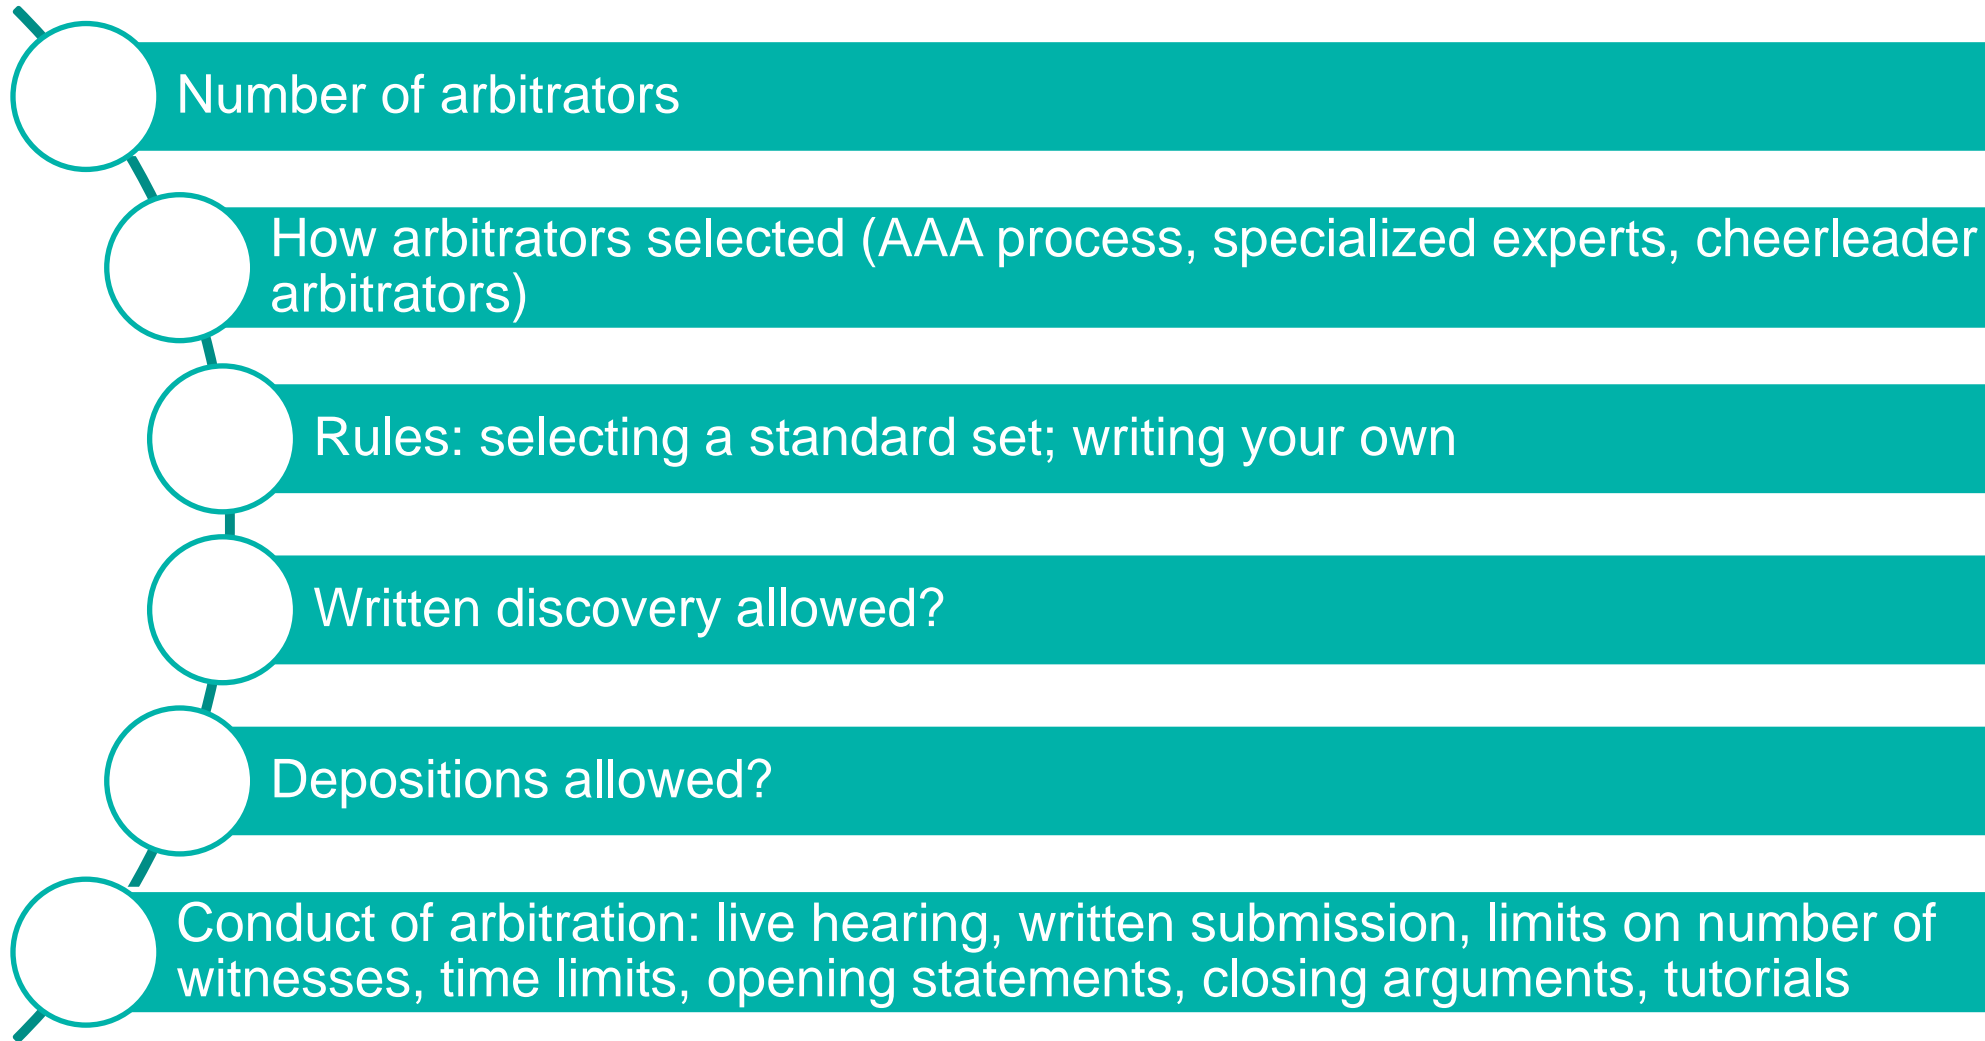 Number of arbitrators
How arbitrators selected (AAA process, specialized experts, cheerleader
arbitrators)
Rules: selecting a standard set; writing your own
Written discovery allowed?
Depositions allowed?
Conduct of arbitration: live hearing, written submission, limits on number of
witnesses, time limits, opening statements, closing arguments, tutorials